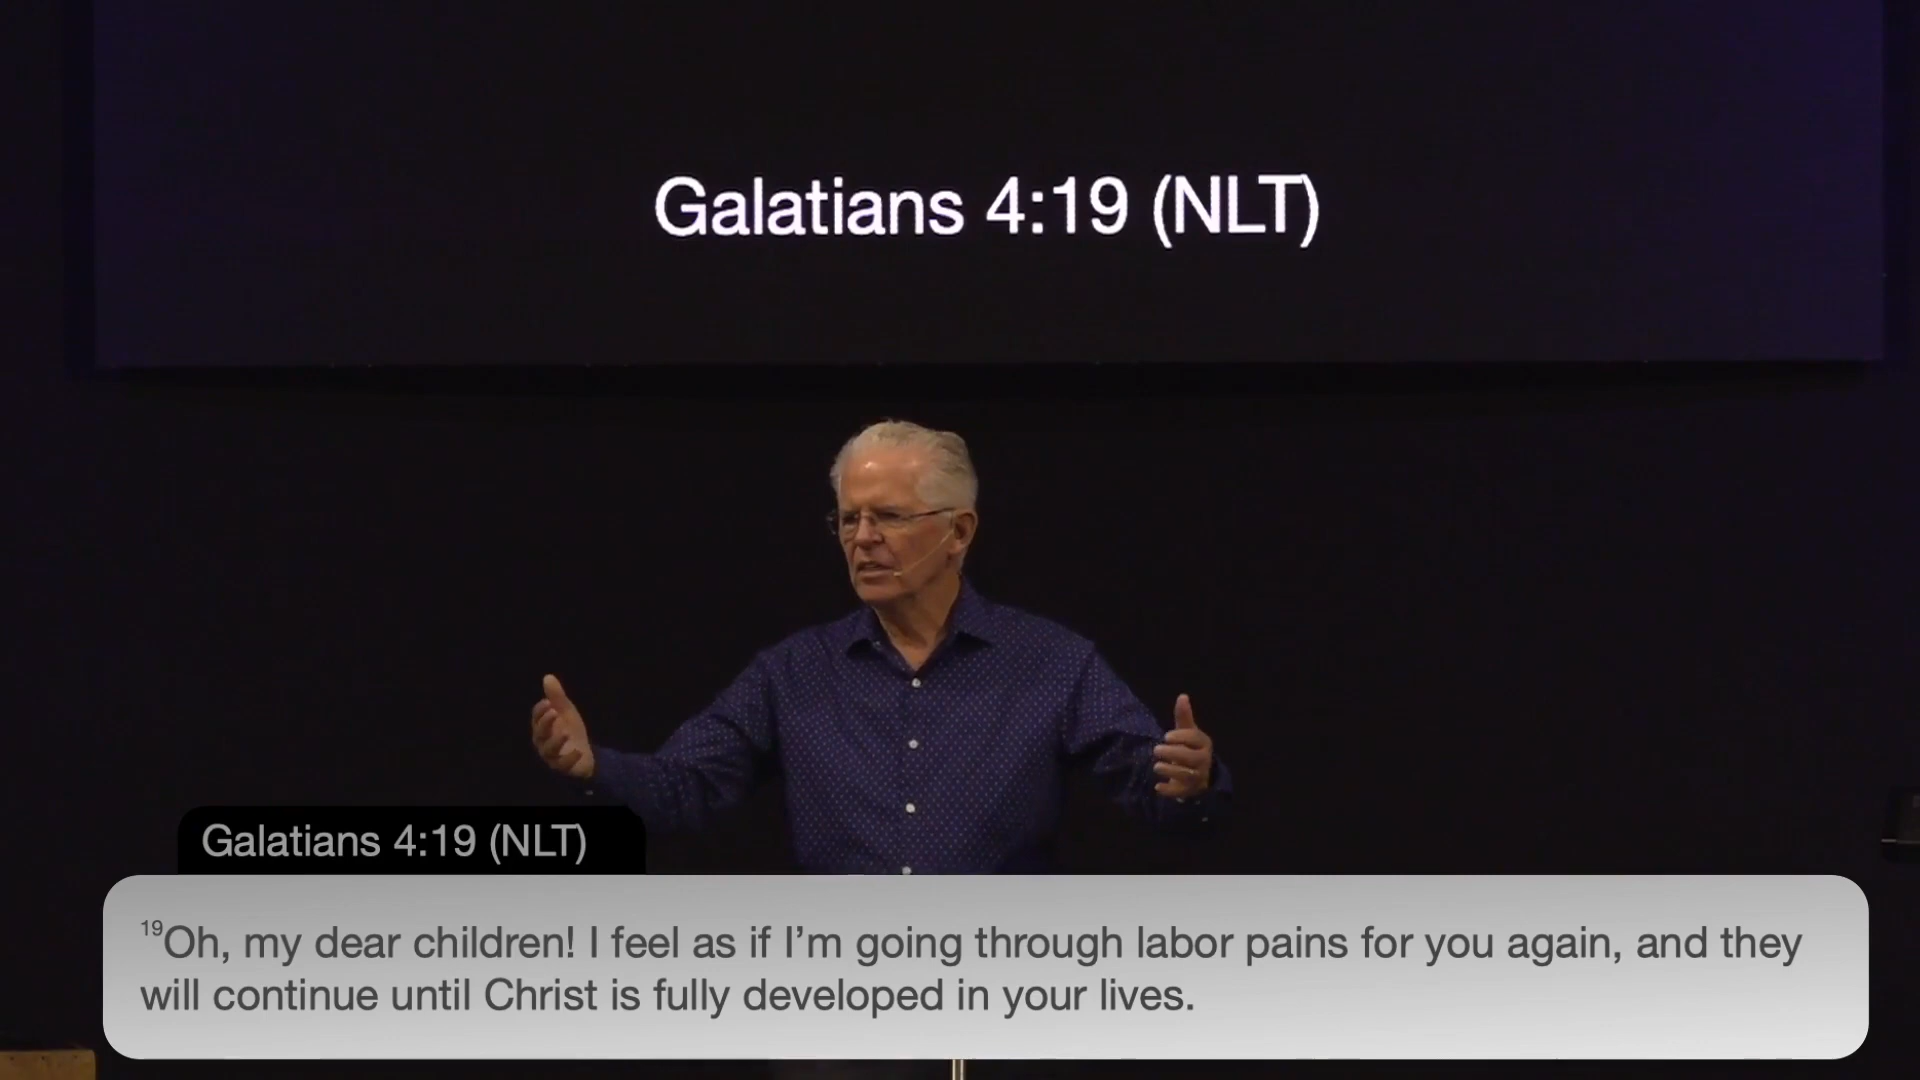 Galatians 4:19 (NLT)
Galatians 4:19 (NLT)
19Oh, my dear children! I feel as if I’m going through labor pains for you again, and they
will continue until Christ is fully developed in your lives.